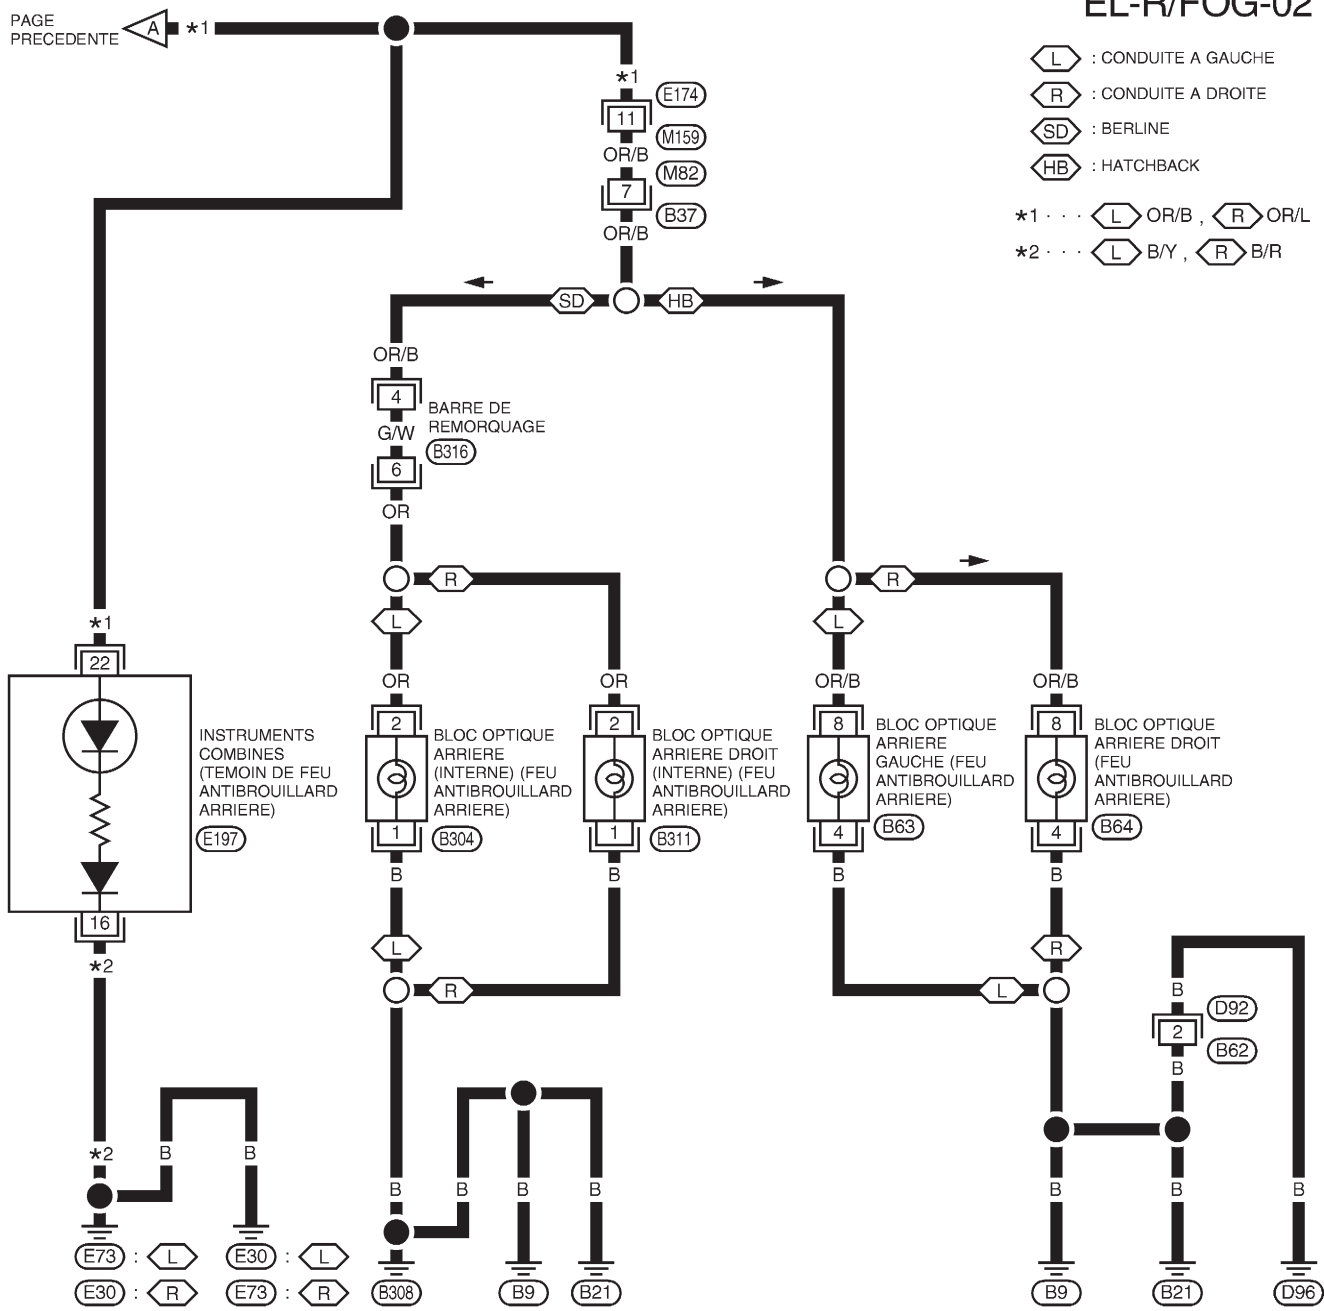 EL-R/FOG-02
PAGE
PRECEDENTE
A
*1
L : CONDUITE A GAUCHE
R : CONDUITE A DROITE
SD : BERLINE
HB : HATCHBACK
*1 · · · L OR/B , R OR/L
*2 · · · L B/Y , R B/R
*1
E174
11
M159
OR/B
M82
7
B37
OR/B
SD
HB
OR/B
4
BARRE DE
REMORQUAGE
G/W
B316
6
OR
R
R
L
L
*1
22
OR
OR
OR/B
OR/B
2
2
8
8
INSTRUMENTS
COMBINES
(TEMOIN DE FEU
ANTIBROUILLARD
ARRIERE)
E197
BLOC OPTIQUE
ARRIERE
(INTERNE) (FEU
ANTIBROUILLARD
ARRIERE)
B304
BLOC OPTIQUE
ARRIERE DROIT
(INTERNE) (FEU
ANTIBROUILLARD
ARRIERE)
B311
BLOC OPTIQUE
ARRIERE
GAUCHE (FEU
ANTIBROUILLARD
ARRIERE)
B63
BLOC OPTIQUE
ARRIERE DROIT
(FEU
ANTIBROUILLARD
ARRIERE)
B64
1
1
4
4
B
B
B
B
16
*2
L
R
R
L
B
D92
2
B62
B
*2
B
B
B
B
B
B
B
B
B
E73 : L
E30 : L
E30 : R
E73 : R
B308
B9
B21
B9
B21
D96